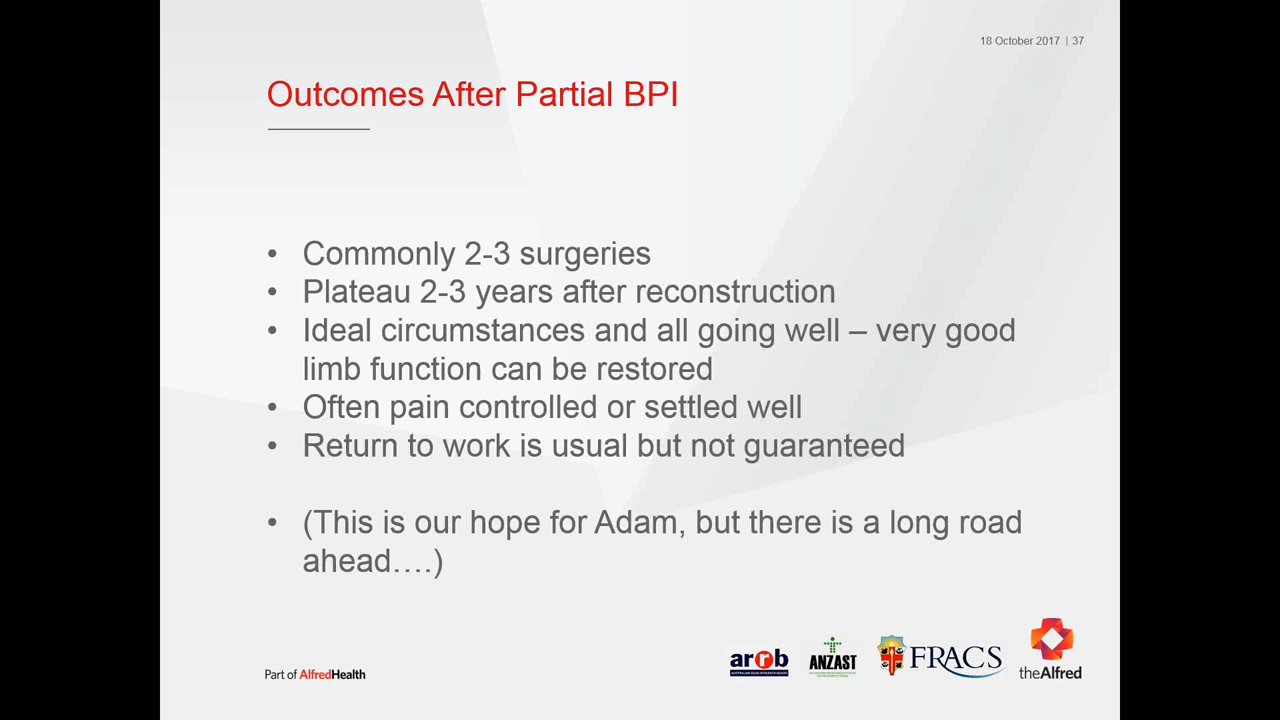 18 October 2017 | 37
Outcomes After Partial BPI
• Commonly 2-3 surgeries
• Plateau 2-3 years after reconstruction
• Ideal circumstances and all going well – very good
limb function can be restored
• Often pain controlled or settled well
• Return to work is usual but not guaranteed
• (This is our hope for Adam, but there is a long road
ahead….)
Part of AlfredHealth
arrb
ANZAST
FRACS
theAlfred